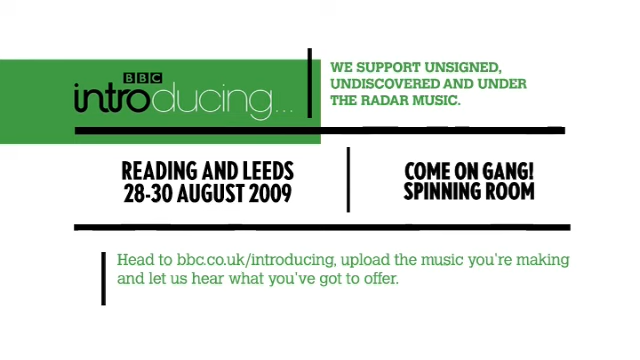 BBC
introducing...
WE SUPPORT UNSIGNED,
UNDISCOVERED AND UNDER
THE RADAR MUSIC.
READING AND LEEDS
28-30 AUGUST 2009
COME ON GANG!
SPINNING ROOM
Head to bbc.co.uk/introducing, upload the music you're making
and let us hear what you've got to offer.